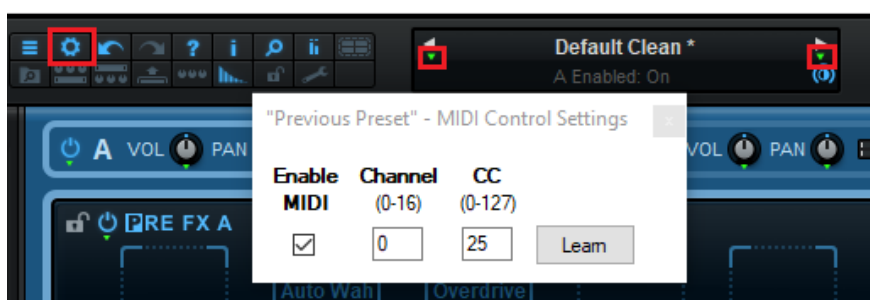 ? i ii
Default Clean *
A Enabled: On
"Previous Preset" - MIDI Control Settings x
A VOL PAN VOL PAN
Enable Channel CC
MIDI (0-16) (0-127)
0 25 Learn
PRE FX A
Auto Wah Overdrive